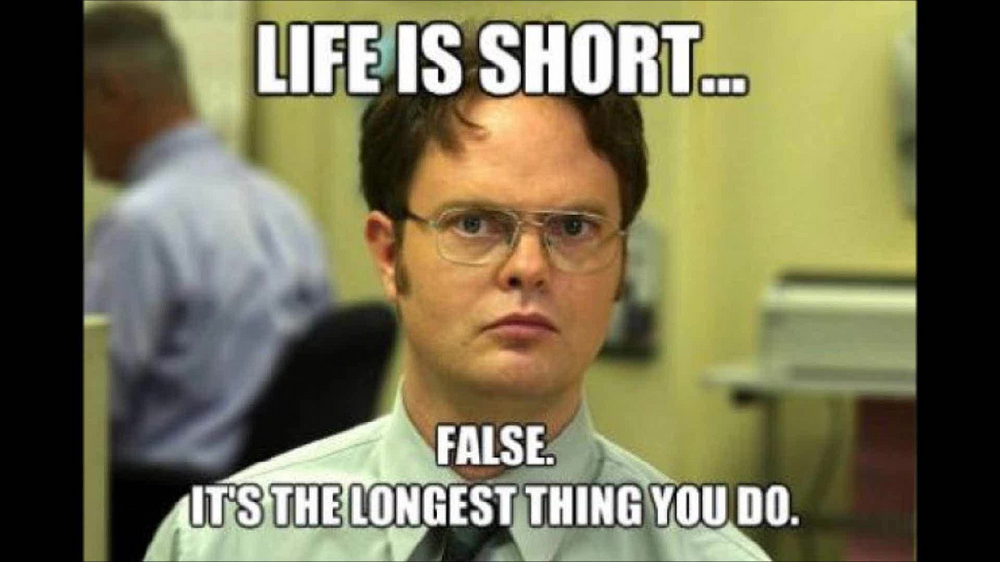 LIFE IS SHORT...
FALSE.
IT'S THE LONGEST THING YOU DO.